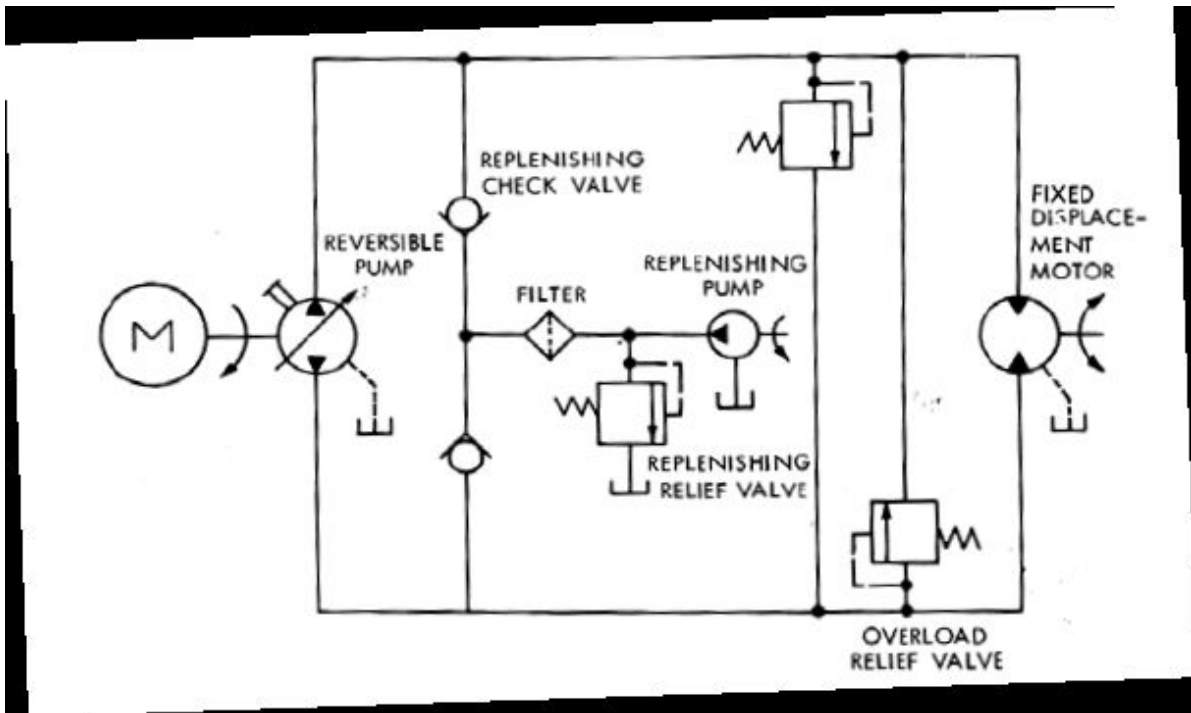 REPLENISHING
CHECK VALVE
REVERSIBLE
PUMP
M
FILTER
REPLENISHING
PUMP
FIXED
DISPLACE-
MENT
MOTOR
REPLENISHING
RELIEF VALVE
OVERLOAD
RELIEF VALVE